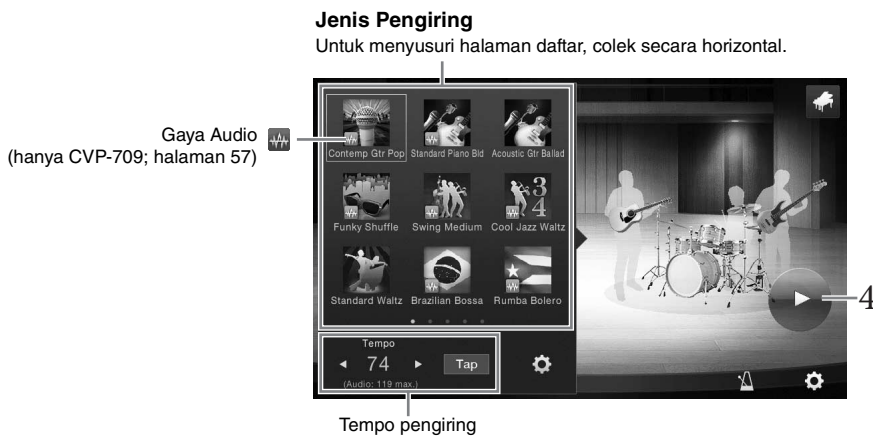 Jenis Pengiring
Untuk menyusuri halaman daftar, colek secara horizontal.
Gaya Audio
(hanya CVP-709; halaman 57)
Contemp Gtr Pop
Standard Piano Bld
Acoustic Gtr Ballad
3
4
Funky Shuffle
Swing Medium
Cool Jazz Waltz
Standard Waltz
Brazilian Bossa
Rumba Bolero
4
Tempo
74
Tap
(Audio: 119 max.)
Tempo pengiring